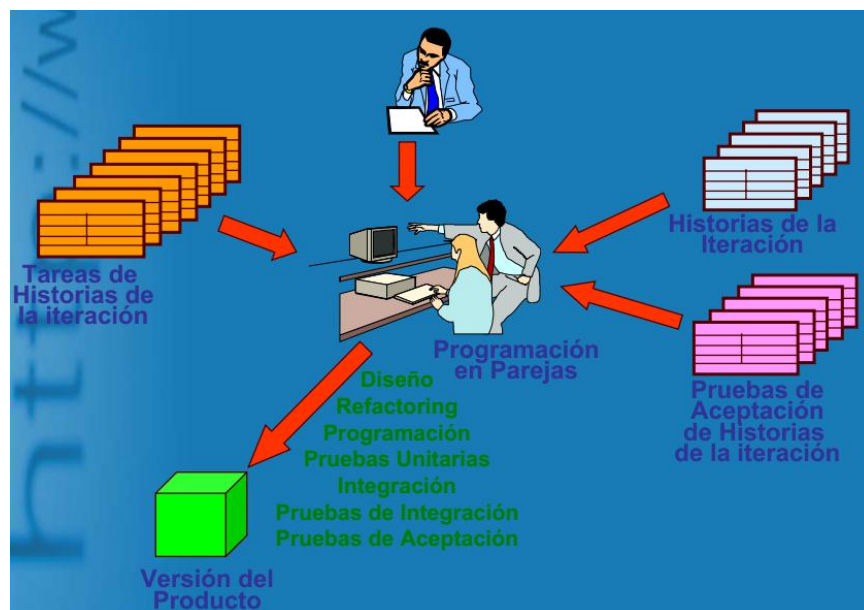 http://w
Tareas de
Historias de
la iteración
Historias de la
Iteración
Programación
en Parejas
Pruebas de
Aceptación
de Historias
de la iteración
Diseño
Refactoring
Programación
Pruebas Unitarias
Integración
Pruebas de Integración
Pruebas de Aceptación
Versión del
Producto